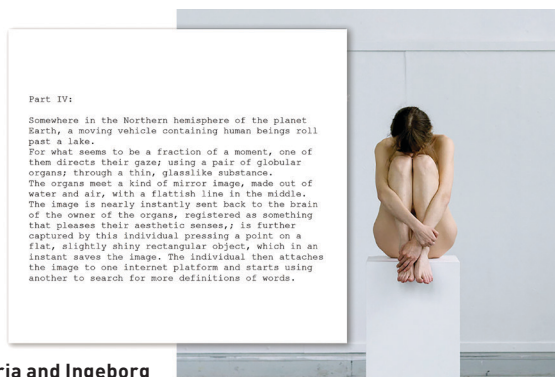 Part IV:
Somewhere in the Northern hemisphere of the planet
Earth, a moving vehicle containing human beings roll
past a lake.
For what seems to be a fraction of a moment, one of
them directs their gaze; using a pair of globular
organs; through a thin, glasslike substance.
The organs meet a kind of mirror image, made out of
water and air, with a flattish line in the middle.
The image is nearly instantly sent back to the brain
of the owner of the organs, registered as something
that pleases their aesthetic senses,; is further
captured by this individual pressing a point on a
flat, slightly shiny rectangular object, which in an
instant saves the image. The individual then attaches
the image to one internet platform and starts using
another to search for more definitions of words.
and Ingeborg